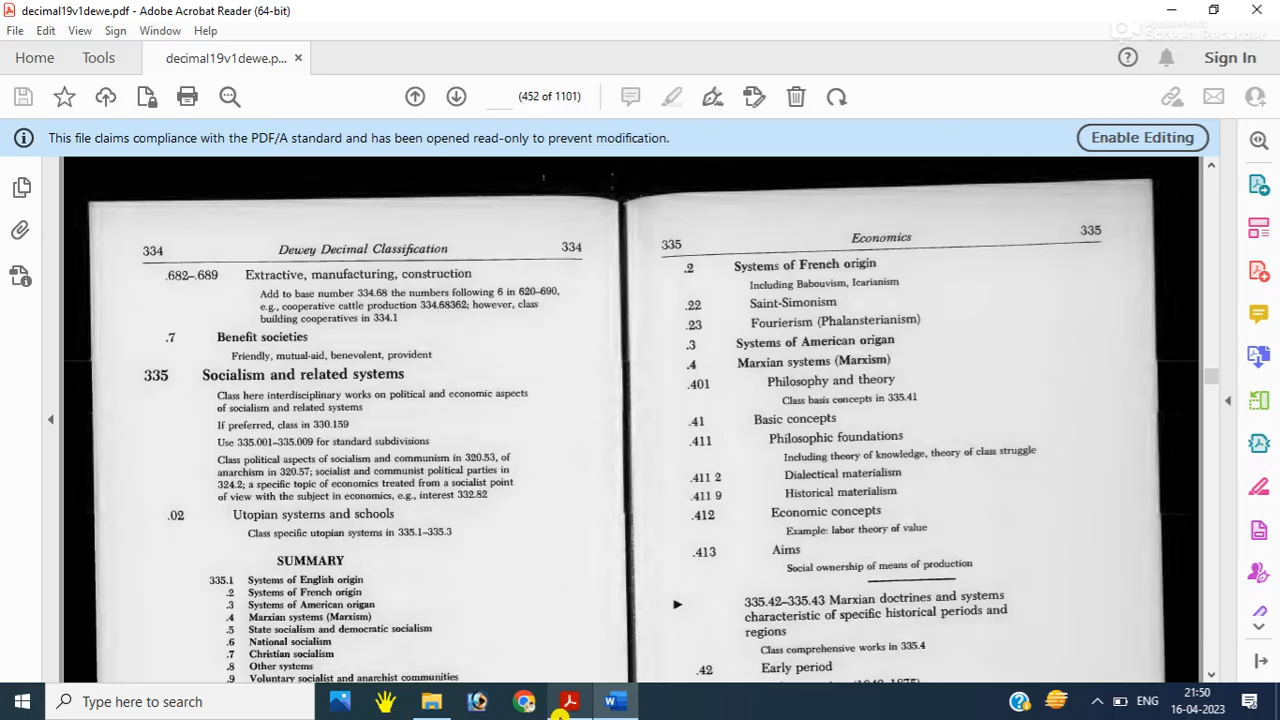 decimal19v1dewe.pdf - Adobe Acrobat Reader (64-bit)
File Edit View Sign Window Help
Screen Recorder
Home Tools decimal19v1dewe.p... × Sign In
(452 of 1101)
This file claims compliance with the PDF/A standard and has been opened read-only to prevent modification. Enable Editing
334 Dewey Decimal Classification 334
.682–.689 Extractive, manufacturing, construction
Add to base number 334.68 the numbers following 6 in 620–690,
e.g., cooperative cattle production 334.68362; however, class
building cooperatives in 334.1
.7 Benefit societies
Friendly, mutual-aid, benevolent, provident
335 Socialism and related systems
Class here interdisciplinary works on political and economic aspects
of socialism and related systems
If preferred, class in 330.159
Use 335.001–335.009 for standard subdivisions
Class political aspects of socialism and communism in 320.53, of
anarchism in 320.57; socialist and communist political parties in
324.2; a specific topic of economics treated from a socialist point
of view with the subject in economics, e.g., interest 332.82
.02 Utopian systems and schools
Class specific utopian systems in 335.1–335.3
SUMMARY
335.1 Systems of English origin
.2 Systems of French origin
.3 Systems of American origan
.4 Marxian systems (Marxism)
.5 State socialism and democratic socialism
.6 National socialism
.7 Christian socialism
.8 Other systems
.9 Voluntary socialist and anarchist communities
335 Economics 335
.2 Systems of French origin
Including Babouvism, Icarianism
.22 Saint-Simonism
.23 Fourierism (Phalansterianism)
.3 Systems of American origan
.4 Marxian systems (Marxism)
.401 Philosophy and theory
Class basis concepts in 335.41
.41 Basic concepts
.411 Philosophic foundations
Including theory of knowledge, theory of class struggle
.411 2 Dialectical materialism
.411 9 Historical materialism
.412 Economic concepts
Example: labor theory of value
.413 Aims
Social ownership of means of production
335.42–335.43 Marxian doctrines and systems
characteristic of specific historical periods and
regions
Class comprehensive works in 335.4
.42 Early period
Type here to search
ENG
21:50
16-04-2023